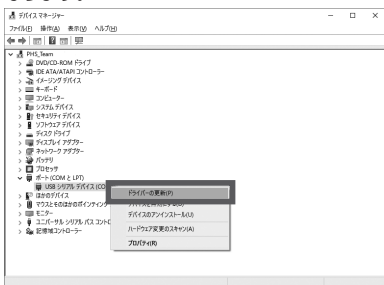 デバイス マネージャー
ファイル(F) 操作(A) 表示(V) ヘルプ(H)
PHS_Team
DVD/CD-ROM ドライブ
IDE ATA/ATAPI コントローラー
イメージング デバイス
キーボード
コンピューター
システム デバイス
セキュリティ デバイス
ソフトウェア デバイス
ディスク ドライブ
ディスプレイ アダプター
ネットワーク アダプター
バッテリ
プロセッサ
ポート (COM と LPT)
USB シリアル デバイス (CO
ドライバーの更新(P)
ほかのデバイス
マウスとそのほかのポインティング
デバイスのアンインストール(U)
モニター
ユニバーサル シリアル バス コントロ
ハードウェア変更のスキャン(A)
記憶域コントローラー
プロパティ(R)